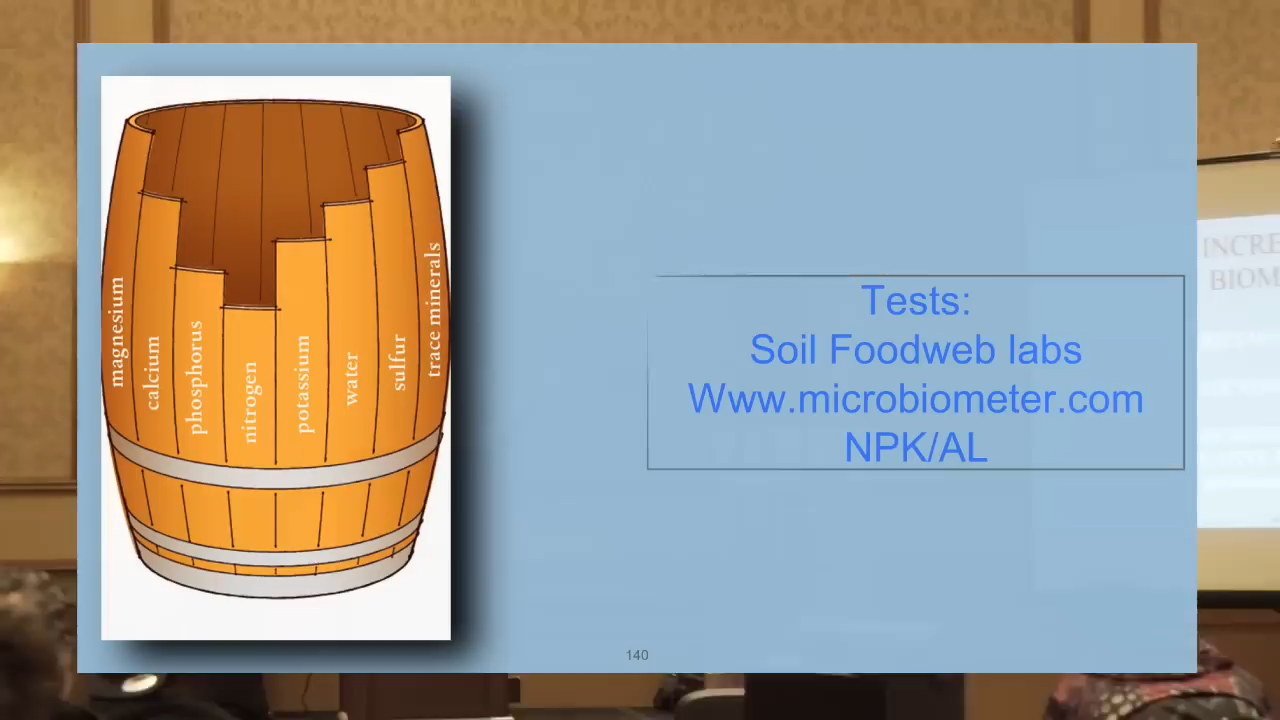 magnesium
calcium
phosphorus
nitrogen
potassium
water
sulfur
trace minerals
Tests:
Soil Foodweb labs
Www.microbiometer.com
NPK/AL
140
INCRE
BIOM